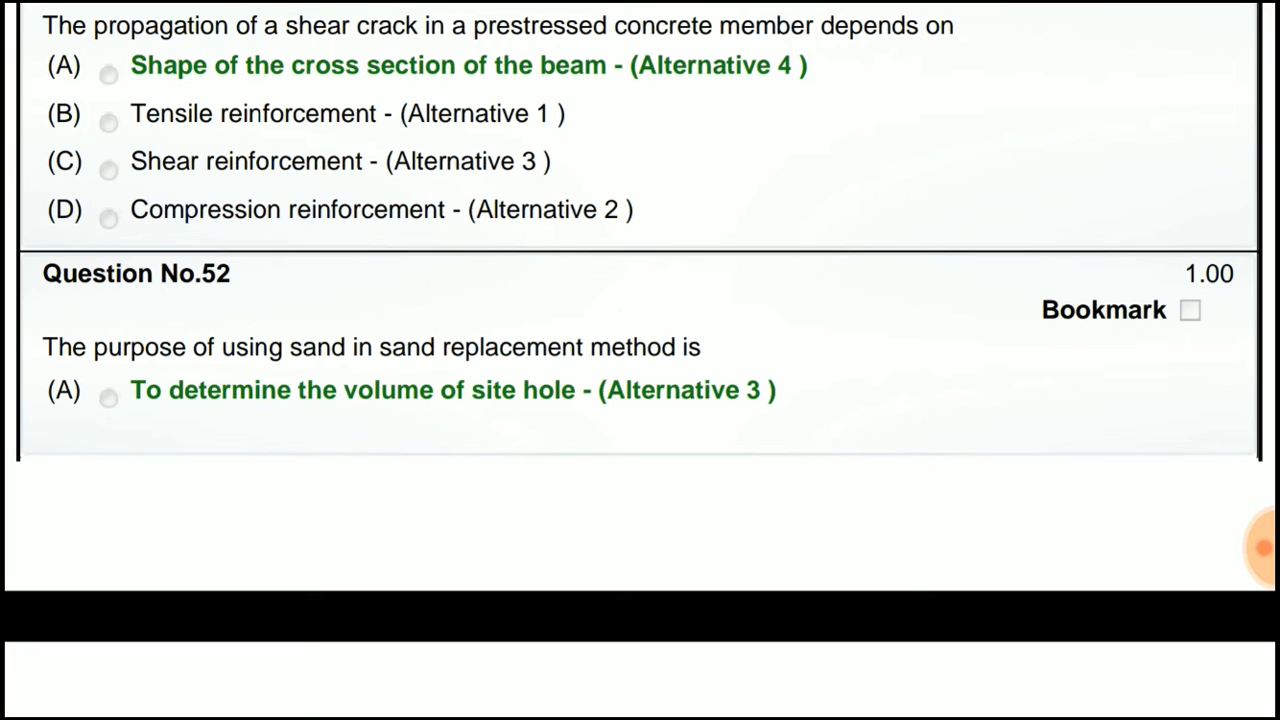 The propagation of a shear crack in a prestressed concrete member depends on
(A) Shape of the cross section of the beam - (Alternative 4 )
(B) Tensile reinforcement - (Alternative 1 )
(C) Shear reinforcement - (Alternative 3 )
(D) Compression reinforcement - (Alternative 2 )
Question No.52 1.00
Bookmark
The purpose of using sand in sand replacement method is
(A) To determine the volume of site hole - (Alternative 3 )